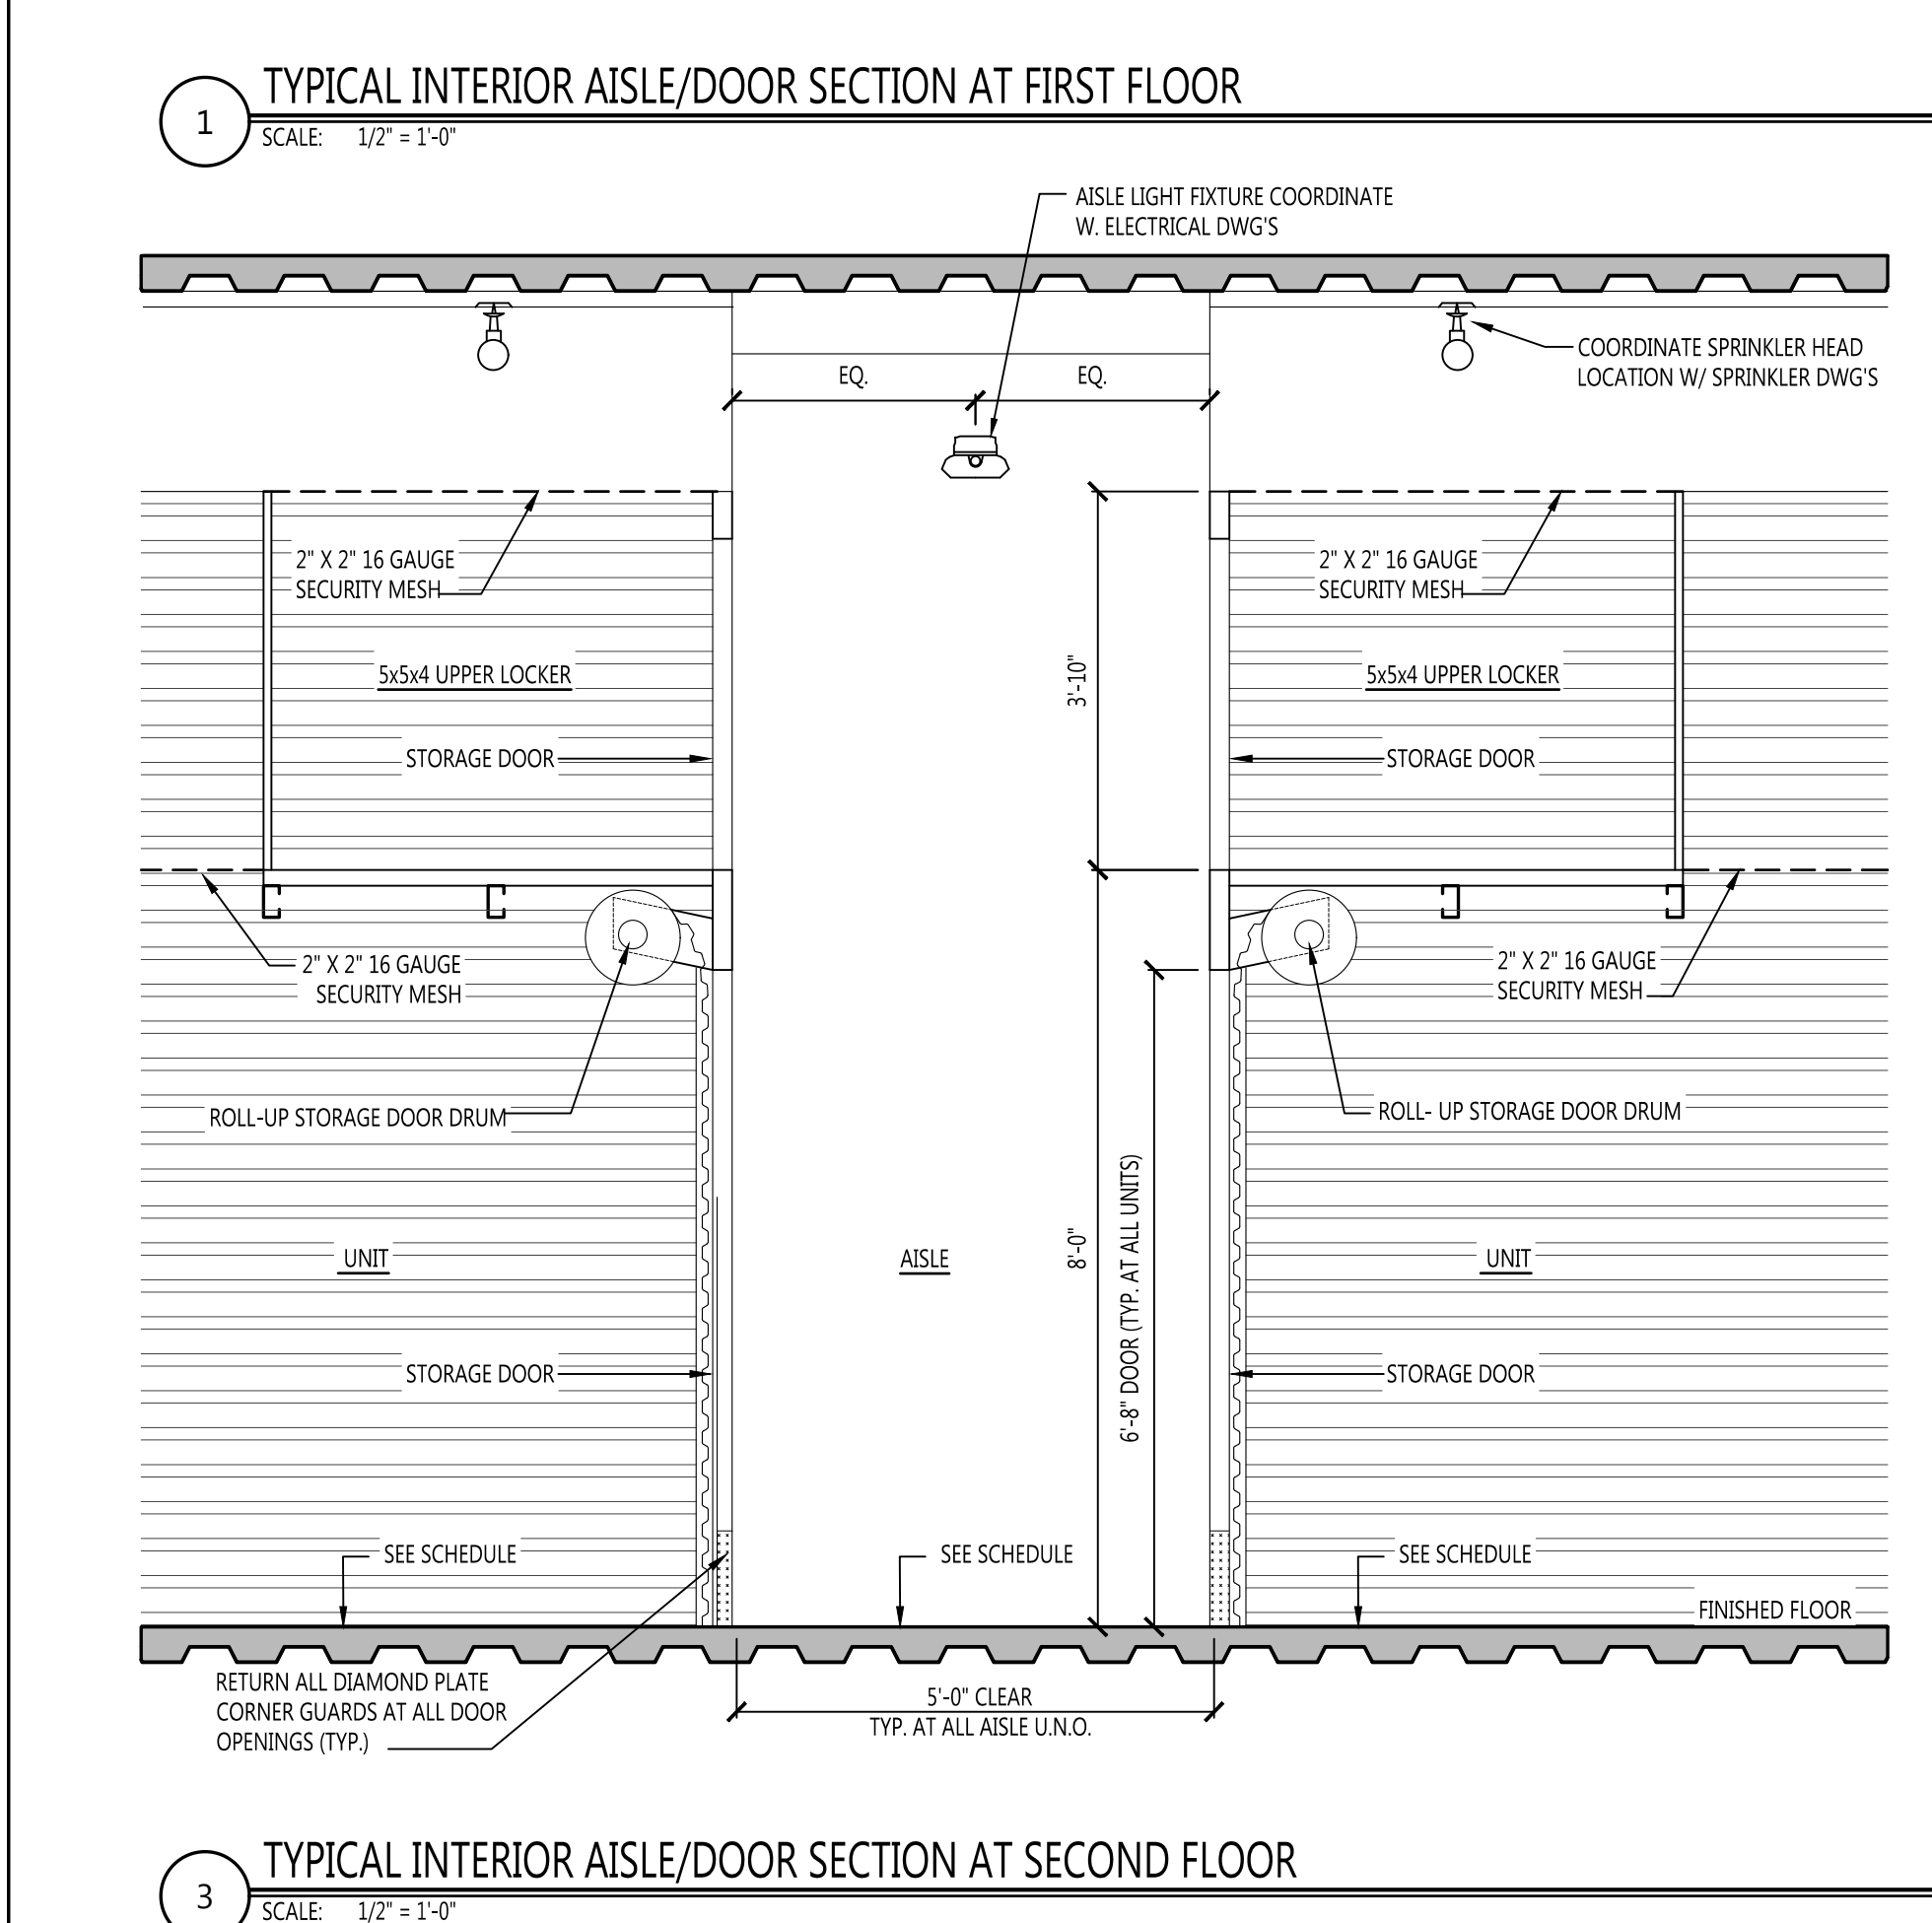 1
TYPICAL INTERIOR AISLE/DOOR SECTION AT FIRST FLOOR
SCALE: 1/2" = 1'-0"
AISLE LIGHT FIXTURE COORDINATE
W. ELECTRICAL DWG'S
COORDINATE SPRINKLER HEAD
LOCATION W/ SPRINKLER DWG'S
EQ.
EQ.
2" X 2" 16 GAUGE
SECURITY MESH
2" X 2" 16 GAUGE
SECURITY MESH
5x5x4 UPPER LOCKER
3'-10"
5x5x4 UPPER LOCKER
STORAGE DOOR
STORAGE DOOR
2" X 2" 16 GAUGE
SECURITY MESH
2" X 2" 16 GAUGE
SECURITY MESH
ROLL-UP STORAGE DOOR DRUM
ROLL- UP STORAGE DOOR DRUM
UNIT
AISLE
8'-0"
6'-8" DOOR (TYP. AT ALL UNITS)
UNIT
STORAGE DOOR
STORAGE DOOR
SEE SCHEDULE
SEE SCHEDULE
SEE SCHEDULE
FINISHED FLOOR
RETURN ALL DIAMOND PLATE
CORNER GUARDS AT ALL DOOR
OPENINGS (TYP.)
5'-0" CLEAR
TYP. AT ALL AISLE U.N.O.
3
TYPICAL INTERIOR AISLE/DOOR SECTION AT SECOND FLOOR
SCALE: 1/2" = 1'-0"